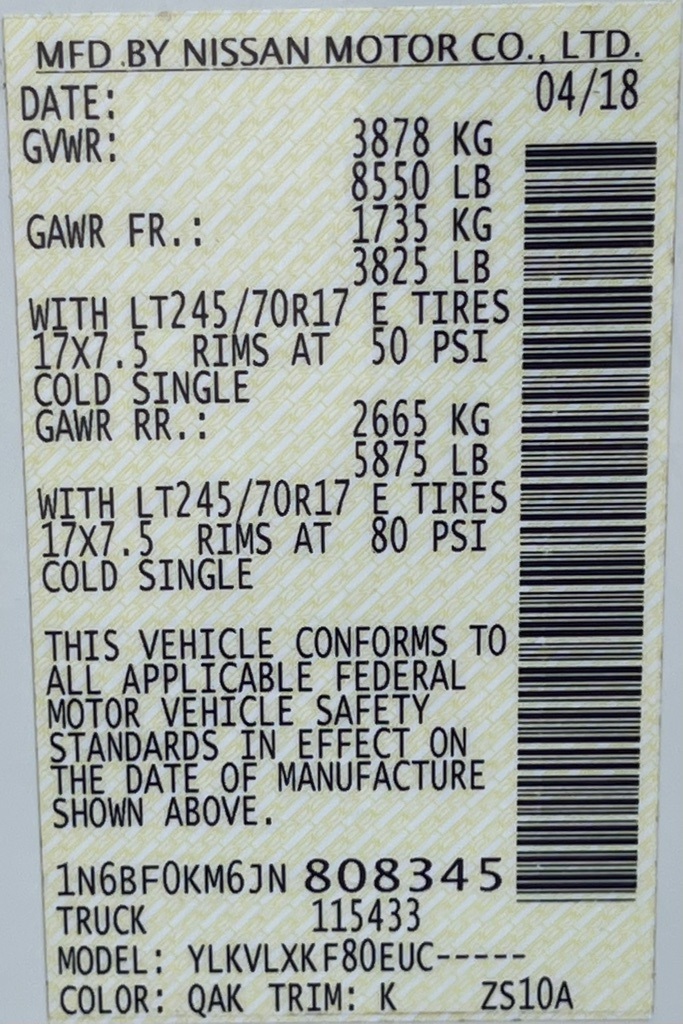 MFD.BY NISSAN MOTOR CO., LTD.
DATE: 04/18
GVWR: 3878 KG
8550 LB
GAWR FR.: 1735 KG
3825 LB
WITH LT245/70R17 E TIRES
17X7.5 RIMS AT 50 PSI
COLD SINGLE
GAWR RR.: 2665 KG
5875 LB
WITH LT245/70R17 E TIRES
17X7.5 RIMS AT 80 PSI
COLD SINGLE
THIS VEHICLE CONFORMS TO
ALL APPLICABLE FEDERAL
MOTOR VEHICLE SAFETY
STANDARDS IN EFFECT ON
THE DATE OF MANUFACTURE
SHOWN ABOVE.
1N6BF0KM6JN 808345
TRUCK 115433
MODEL: YLKVLXKF80EUC-----
COLOR: QAK TRIM: K ZS10A